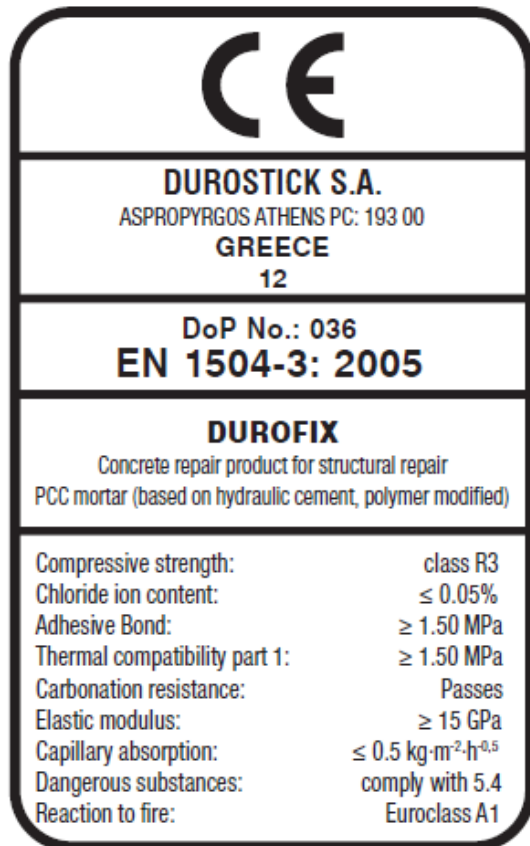 CE
DUROSTICK S.A.
ASPROPYRGOS ATHENS PC: 193 00
GREECE
12
DoP No.: 036
EN 1504-3: 2005
DUROFIX
Concrete repair product for structural repair
PCC mortar (based on hydraulic cement, polymer modified)
Compressive strength: class R3
Chloride ion content: ≤ 0.05%
Adhesive Bond: ≥ 1.50 MPa
Thermal compatibility part 1: ≥ 1.50 MPa
Carbonation resistance: Passes
Elastic modulus: ≥ 15 GPa
Capillary absorption: ≤ 0.5 kg·m⁻²·h⁻⁰,⁵
Dangerous substances: comply with 5.4
Reaction to fire: Euroclass A1